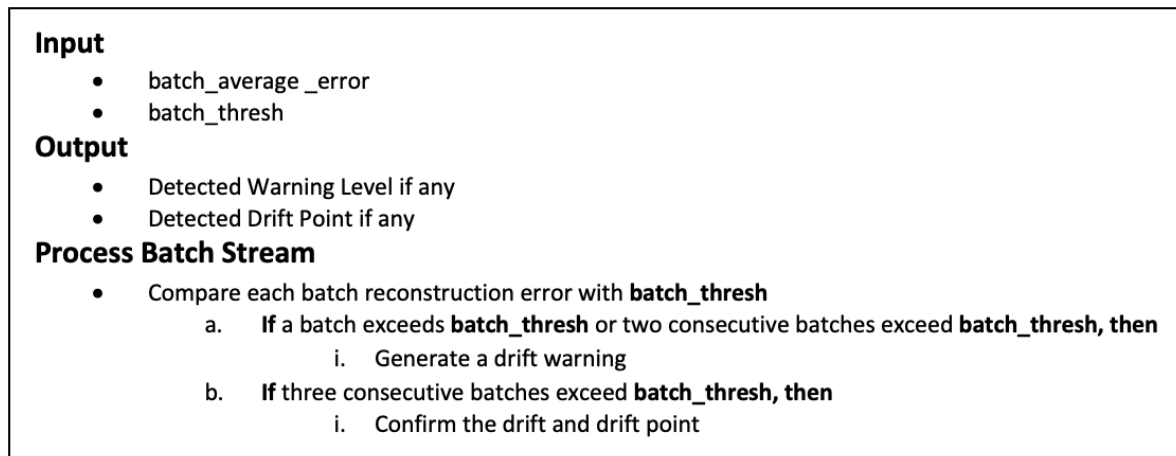 Input
• batch_average _error
• batch_thresh
Output
• Detected Warning Level if any
• Detected Drift Point if any
Process Batch Stream
• Compare each batch reconstruction error with batch_thresh
a. If a batch exceeds batch_thresh or two consecutive batches exceed batch_thresh, then
i. Generate a drift warning
b. If three consecutive batches exceed batch_thresh, then
i. Confirm the drift and drift point